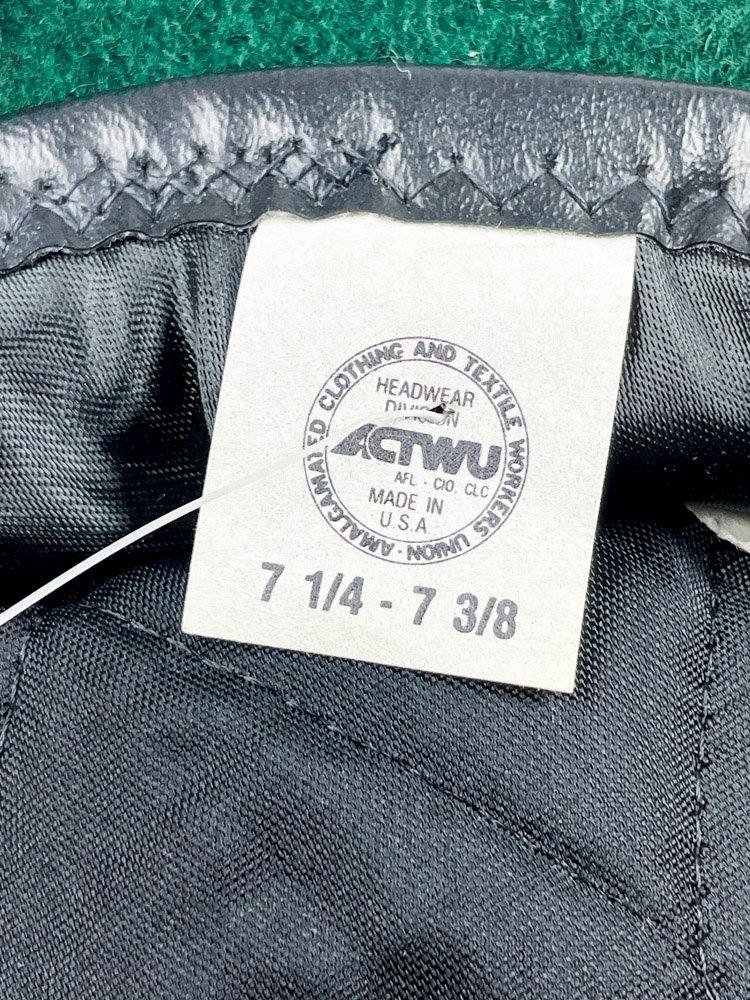 AMALGAMATED CLOTHING AND TEXTILE WORKERS UNION ·
HEADWEAR
DIVISION
ACTWU
AFL - CIO. CLC
MADE IN
U.S.A
7 1/4 - 7 3/8